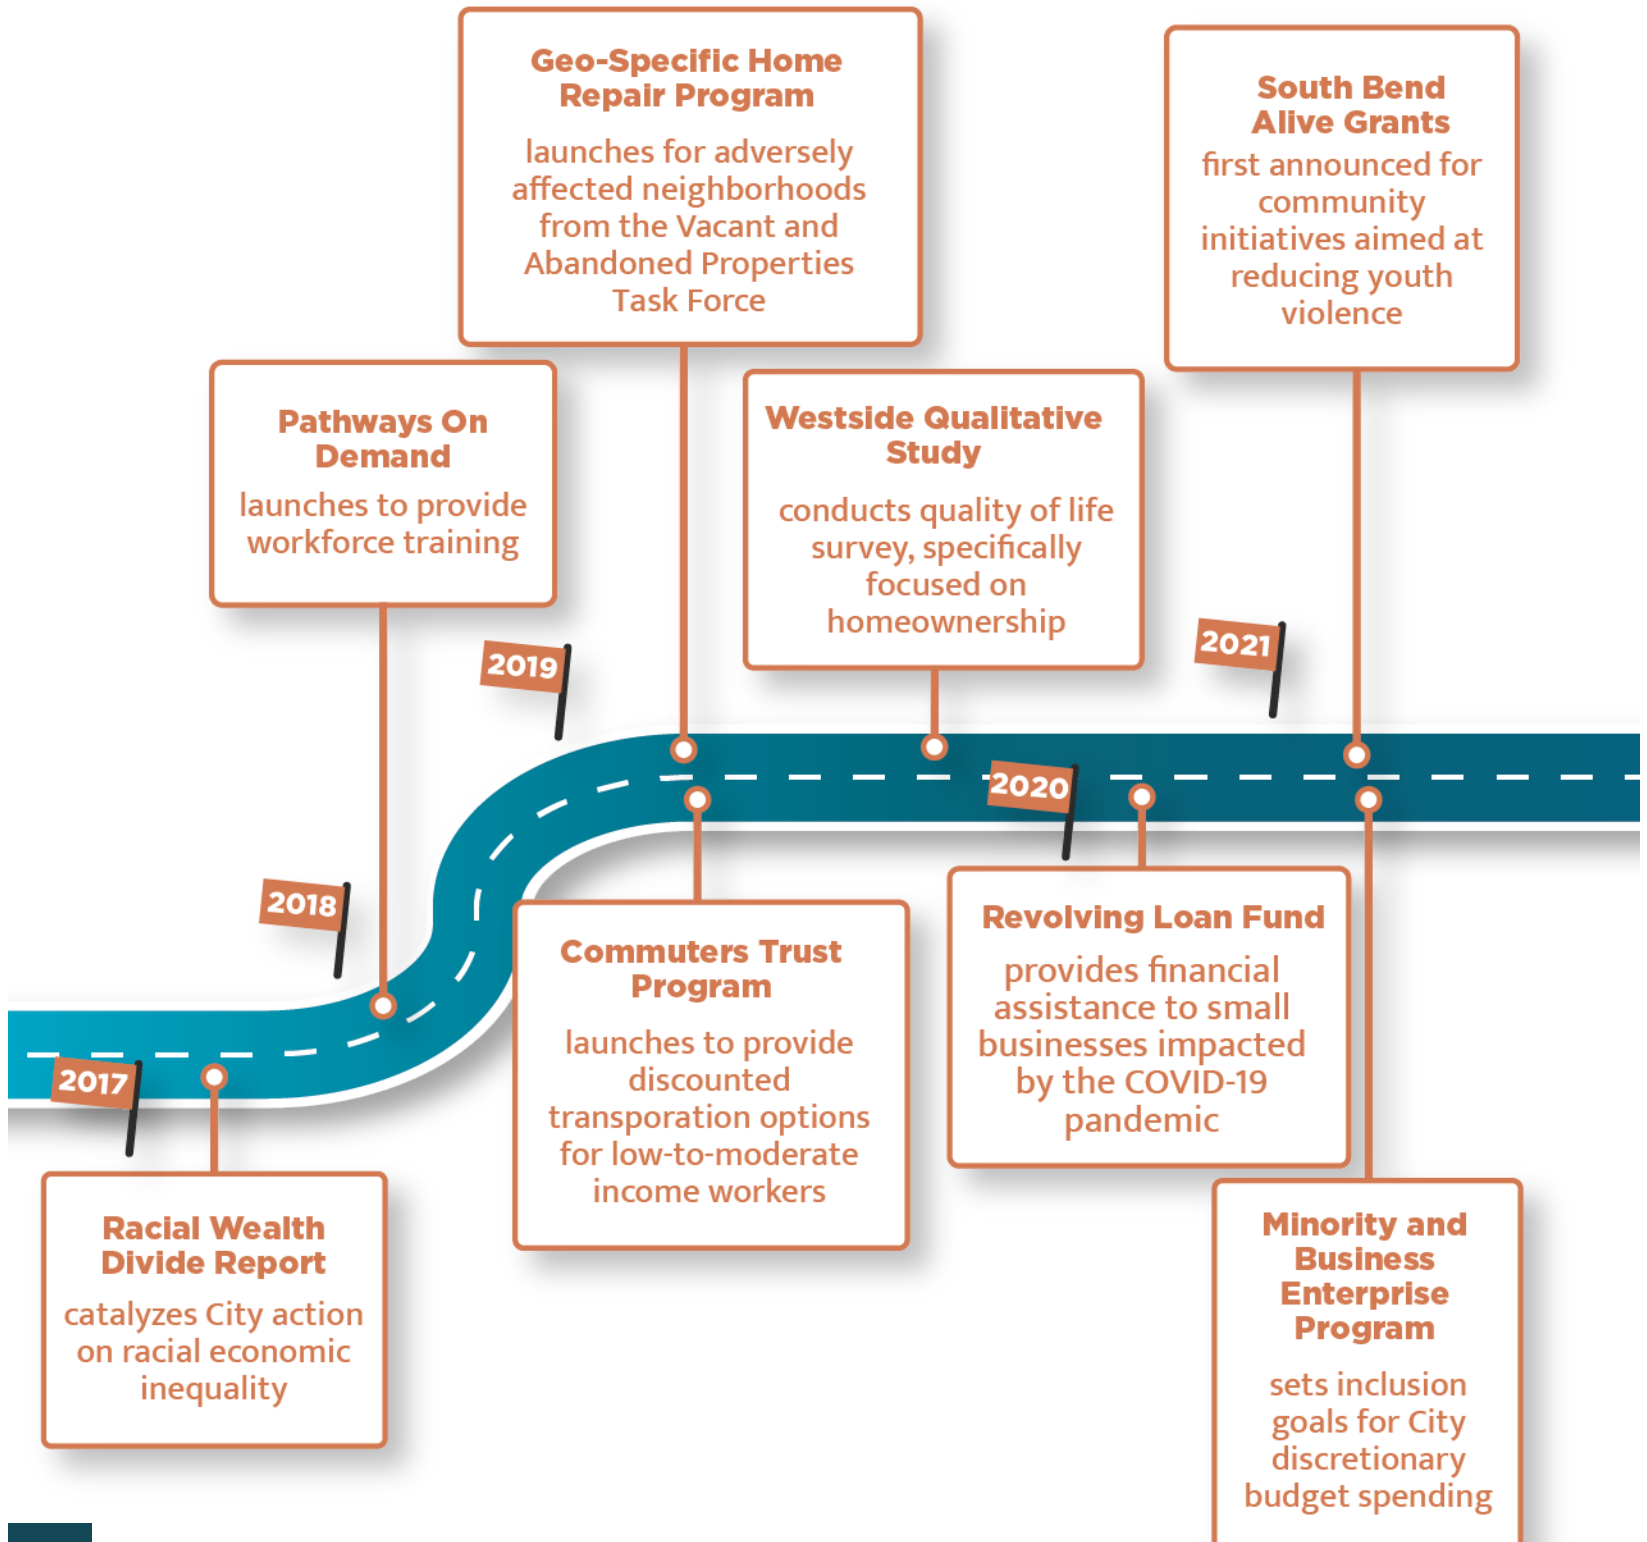 Geo-Specific Home
Repair Program
launches for adversely
affected neighborhoods
from the Vacant and
Abandoned Properties
Task Force
South Bend
Alive Grants
first announced for
community
initiatives aimed at
reducing youth
violence
Pathways On
Demand
launches to provide
workforce training
Westside Qualitative
Study
conducts quality of life
survey, specifically
focused on
homeownership
2019
2021
2020
2018
2017
Commuters Trust
Program
launches to provide
discounted
transporation options
for low-to-moderate
income workers
Revolving Loan Fund
provides financial
assistance to small
businesses impacted
by the COVID-19
pandemic
Racial Wealth
Divide Report
catalyzes City action
on racial economic
inequality
Minority and
Business
Enterprise
Program
sets inclusion
goals for City
discretionary
budget spending